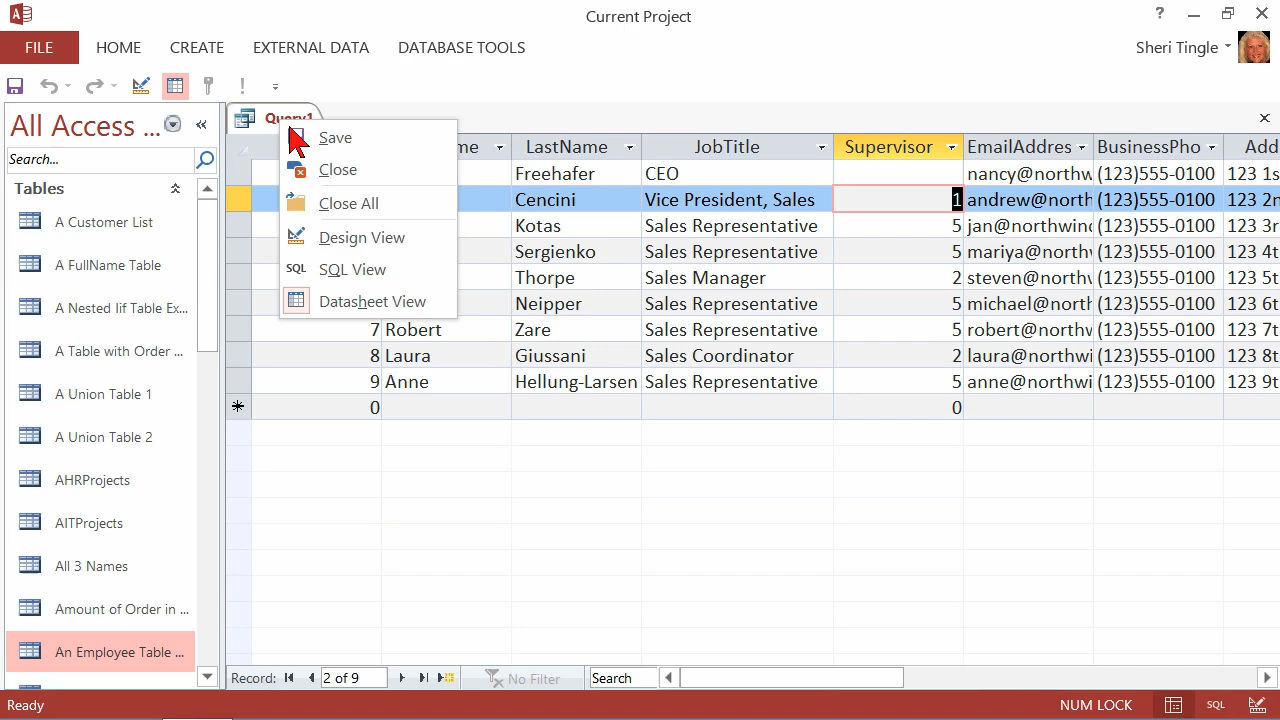 Current Project
?
FILE HOME CREATE EXTERNAL DATA DATABASE TOOLS Sheri Tingle
All Access ... «
Search...
Tables
A Customer List
A FullName Table
A Nested Iif Table Ex...
A Table with Order ...
A Union Table 1
A Union Table 2
AHRProjects
AITProjects
All 3 Names
Amount of Order in ...
An Employee Table ...
Query1
Save
Close
Close All
Design View
SQL SQL View
Datasheet View
me LastName JobTitle Supervisor EmailAddres BusinessPho Add
Freehafer CEO nancy@northw (123)555-0100 123 1s
Cencini Vice President, Sales 1 andrew@north (123)555-0100 123 2n
Kotas Sales Representative 5 jan@northwind (123)555-0100 123 3r
Sergienko Sales Representative 5 mariya@northw (123)555-0100 123 4t
Thorpe Sales Manager 2 steven@northw (123)555-0100 123 5t
Neipper Sales Representative 5 michael@north (123)555-0100 123 6t
7 Robert Zare Sales Representative 5 robert@northw (123)555-0100 123 7t
8 Laura Giussani Sales Coordinator 2 laura@northwi (123)555-0100 123 8t
9 Anne Hellung-Larsen Sales Representative 5 anne@northwi (123)555-0100 123 9t
0 0
Record: 2 of 9 No Filter Search
Ready NUM LOCK SQL